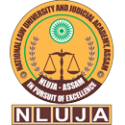 NATIONAL LAW UNIVERSITY AND JUDICIAL ACADEMY, ASSAM
NLUJA - ASSAM
IN PURSUIT OF EXCELLENCE
NLUJA